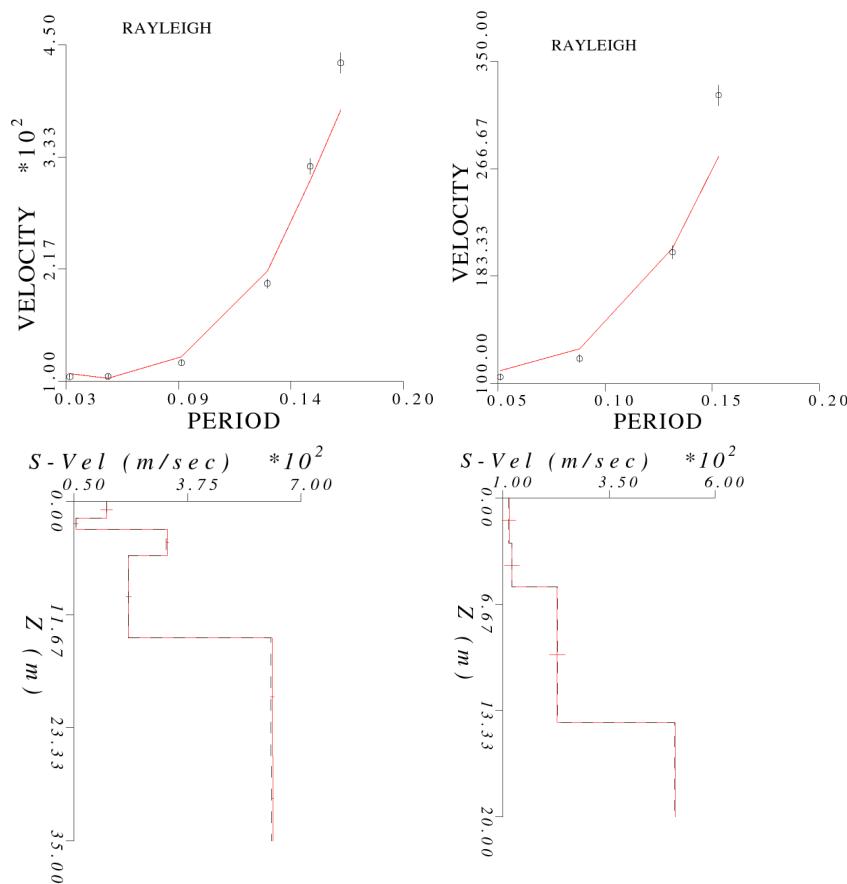 RAYLEIGH
4.50
3.33
2.17
1.00
VELOCITY *10^2
0.03 0.09 0.14 0.20
PERIOD
RAYLEIGH
350.00
266.67
183.33
100.00
VELOCITY
0.05 0.10 0.15 0.20
PERIOD
S-Vel (m/sec) *10^2
0.50 3.75 7.00
0.00
11.67
23.33
35.00
Z (m)
S-Vel (m/sec) *10^2
1.00 3.50 6.00
0.00
6.67
13.33
20.00
Z (m)